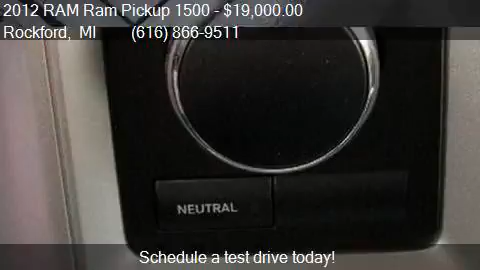 2012 RAM Ram Pickup 1500 - $19,000.00
Rockford,  MI        (616) 866-9511
NEUTRAL
Schedule a test drive today!